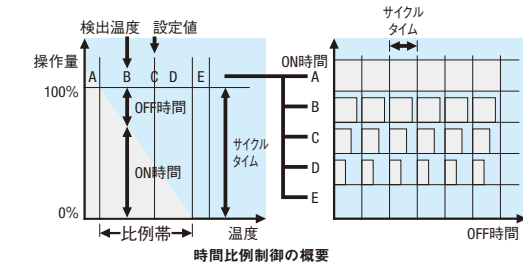 検出温度 設定値
操作量
100%
A B C D E
OFF時間
ON時間
サイクル
タイム
0%
比例帯
温度
サイクル
タイム
ON時間
A
B
C
D
E
OFF時間
時間比例制御の概要